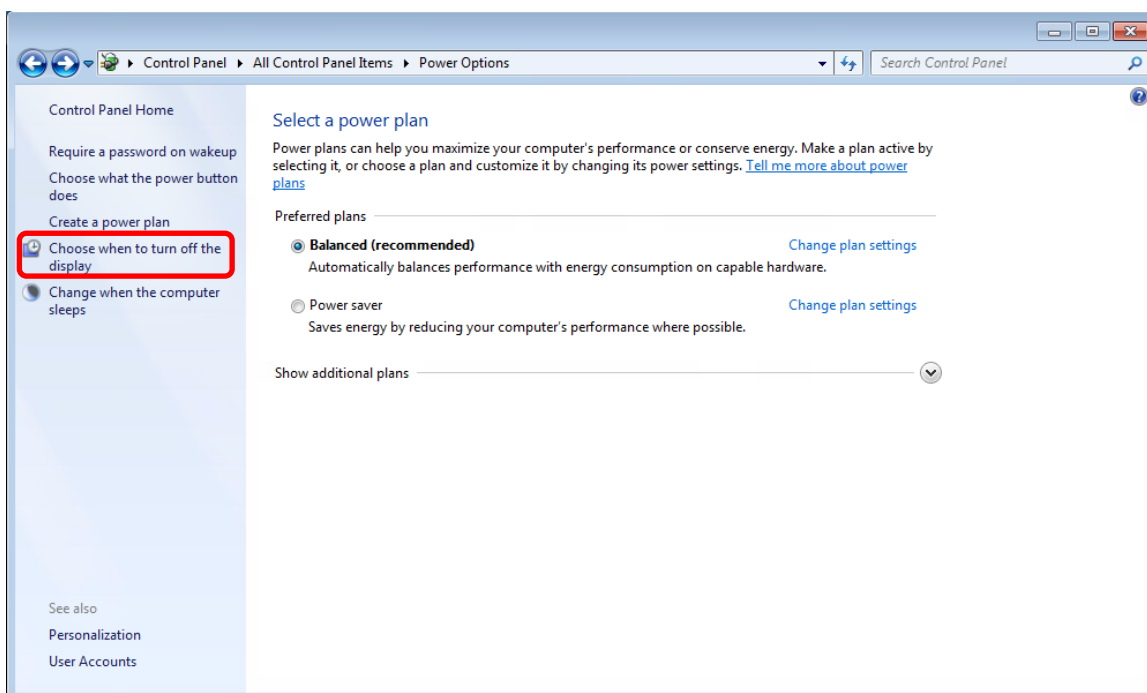 Control Panel ▸ All Control Panel Items ▸ Power Options
Search Control Panel
Control Panel Home
Require a password on wakeup
Choose what the power button
does
Create a power plan
Choose when to turn off the
display
Change when the computer
sleeps
See also
Personalization
User Accounts
Select a power plan
Power plans can help you maximize your computer's performance or conserve energy. Make a plan active by
selecting it, or choose a plan and customize it by changing its power settings. Tell me more about power
plans
Preferred plans
Balanced (recommended) Change plan settings
Automatically balances performance with energy consumption on capable hardware.
Power saver Change plan settings
Saves energy by reducing your computer's performance where possible.
Show additional plans